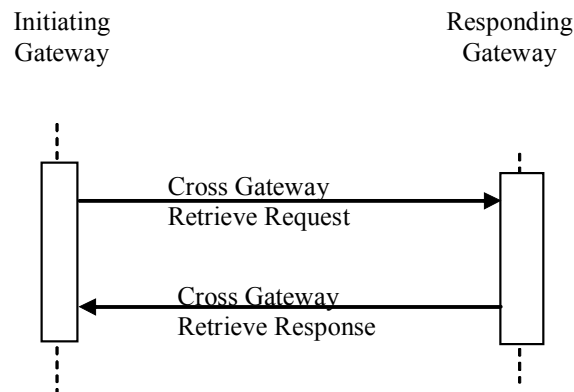 Initiating
Gateway
Responding
Gateway
Cross Gateway
Retrieve Request
Cross Gateway
Retrieve Response